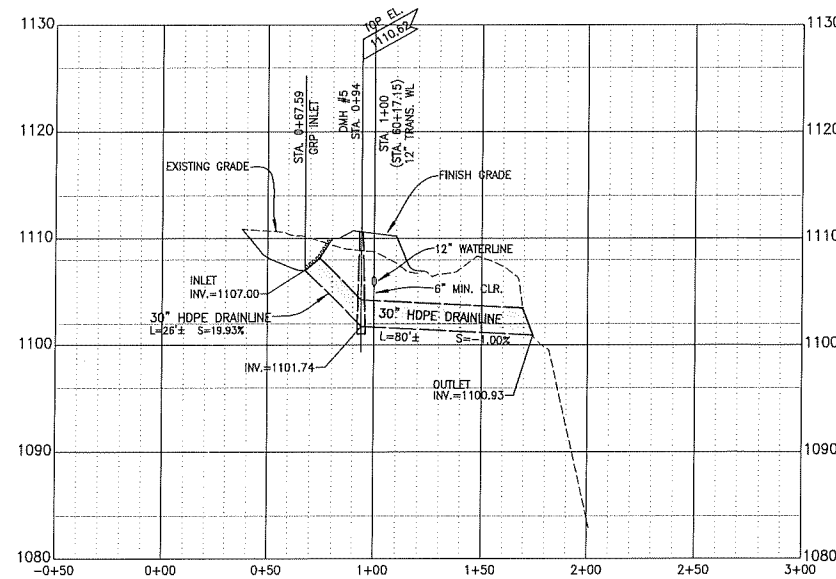 1130
1130
TOP EL.
1110.62
STA. 0+67.59
GRP INLET
DMH #5
STA. 0+94
STA. 1+00
(STA. 60+17.15)
12" TRANS. WL
1120
1120
EXISTING GRADE
FINISH GRADE
1110
1110
12" WATERLINE
INLET
INV.=1107.00
6" MIN. CLR.
30" HDPE DRAINLINE
L=26'± S=19.93%
30" HDPE DRAINLINE
L=80'± S=-1.00%
1100
1100
INV.=1101.74
OUTLET
INV.=1100.93
1090
1090
1080
1080
-0+50
0+00
0+50
1+00
1+50
2+00
2+50
3+00